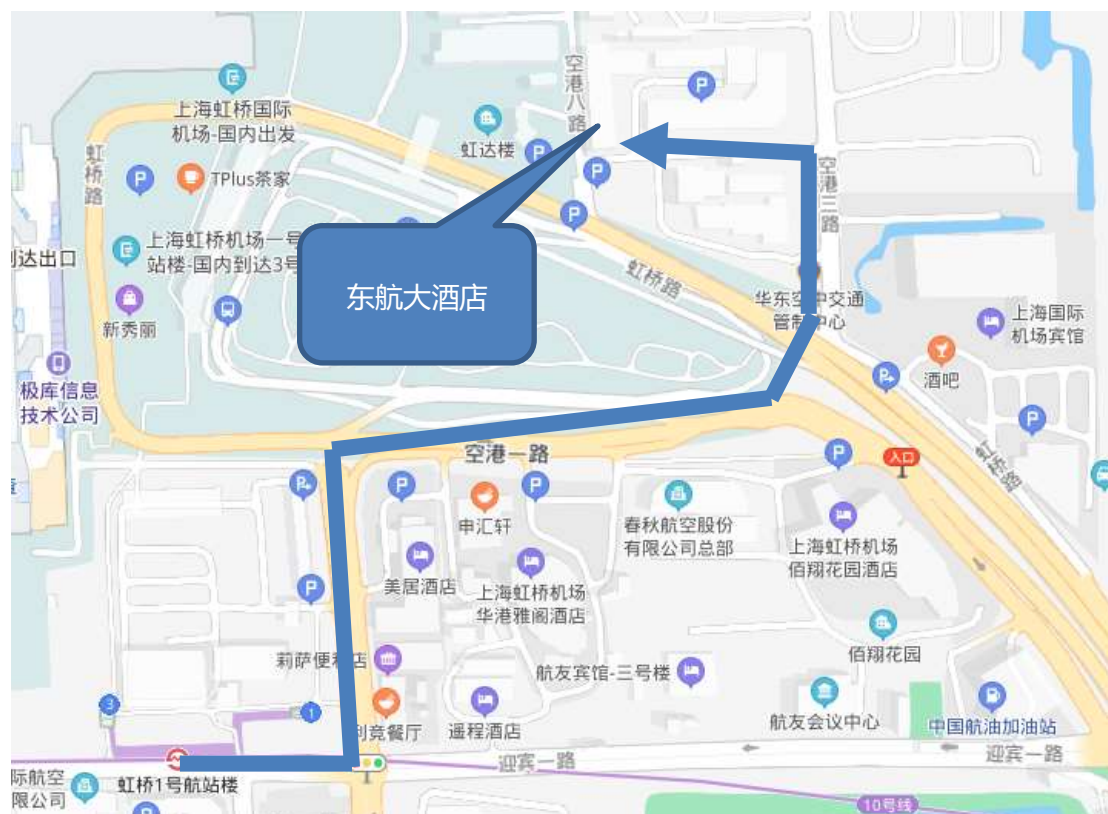 空港八路
上海虹桥国际
机场-国内出发
虹达楼
P
P
P
P
P
虹桥路
TPlus茶家
空港三路
上海虹桥机场一号
站楼-国内到达3号
达出口
虹桥路
东航大酒店
华东空中交通
管制中心
上海国际
机场宾馆
新秀丽
酒吧
极库信息
技术公司
P
P
空港一路
入口
虹桥路
P
P
P
P
申汇轩
春秋航空股份
有限公司总部
上海虹桥机场
佰翔花园酒店
美居酒店
上海虹桥机场
华港雅阁酒店
P
佰翔花园
莉萨便利店
航友宾馆-三号楼
3
1
利竞餐厅
遥程酒店
航友会议中心
中国航油加油站
迎宾一路
迎宾一路
际航空
限公司
虹桥1号航站楼
P
10号线